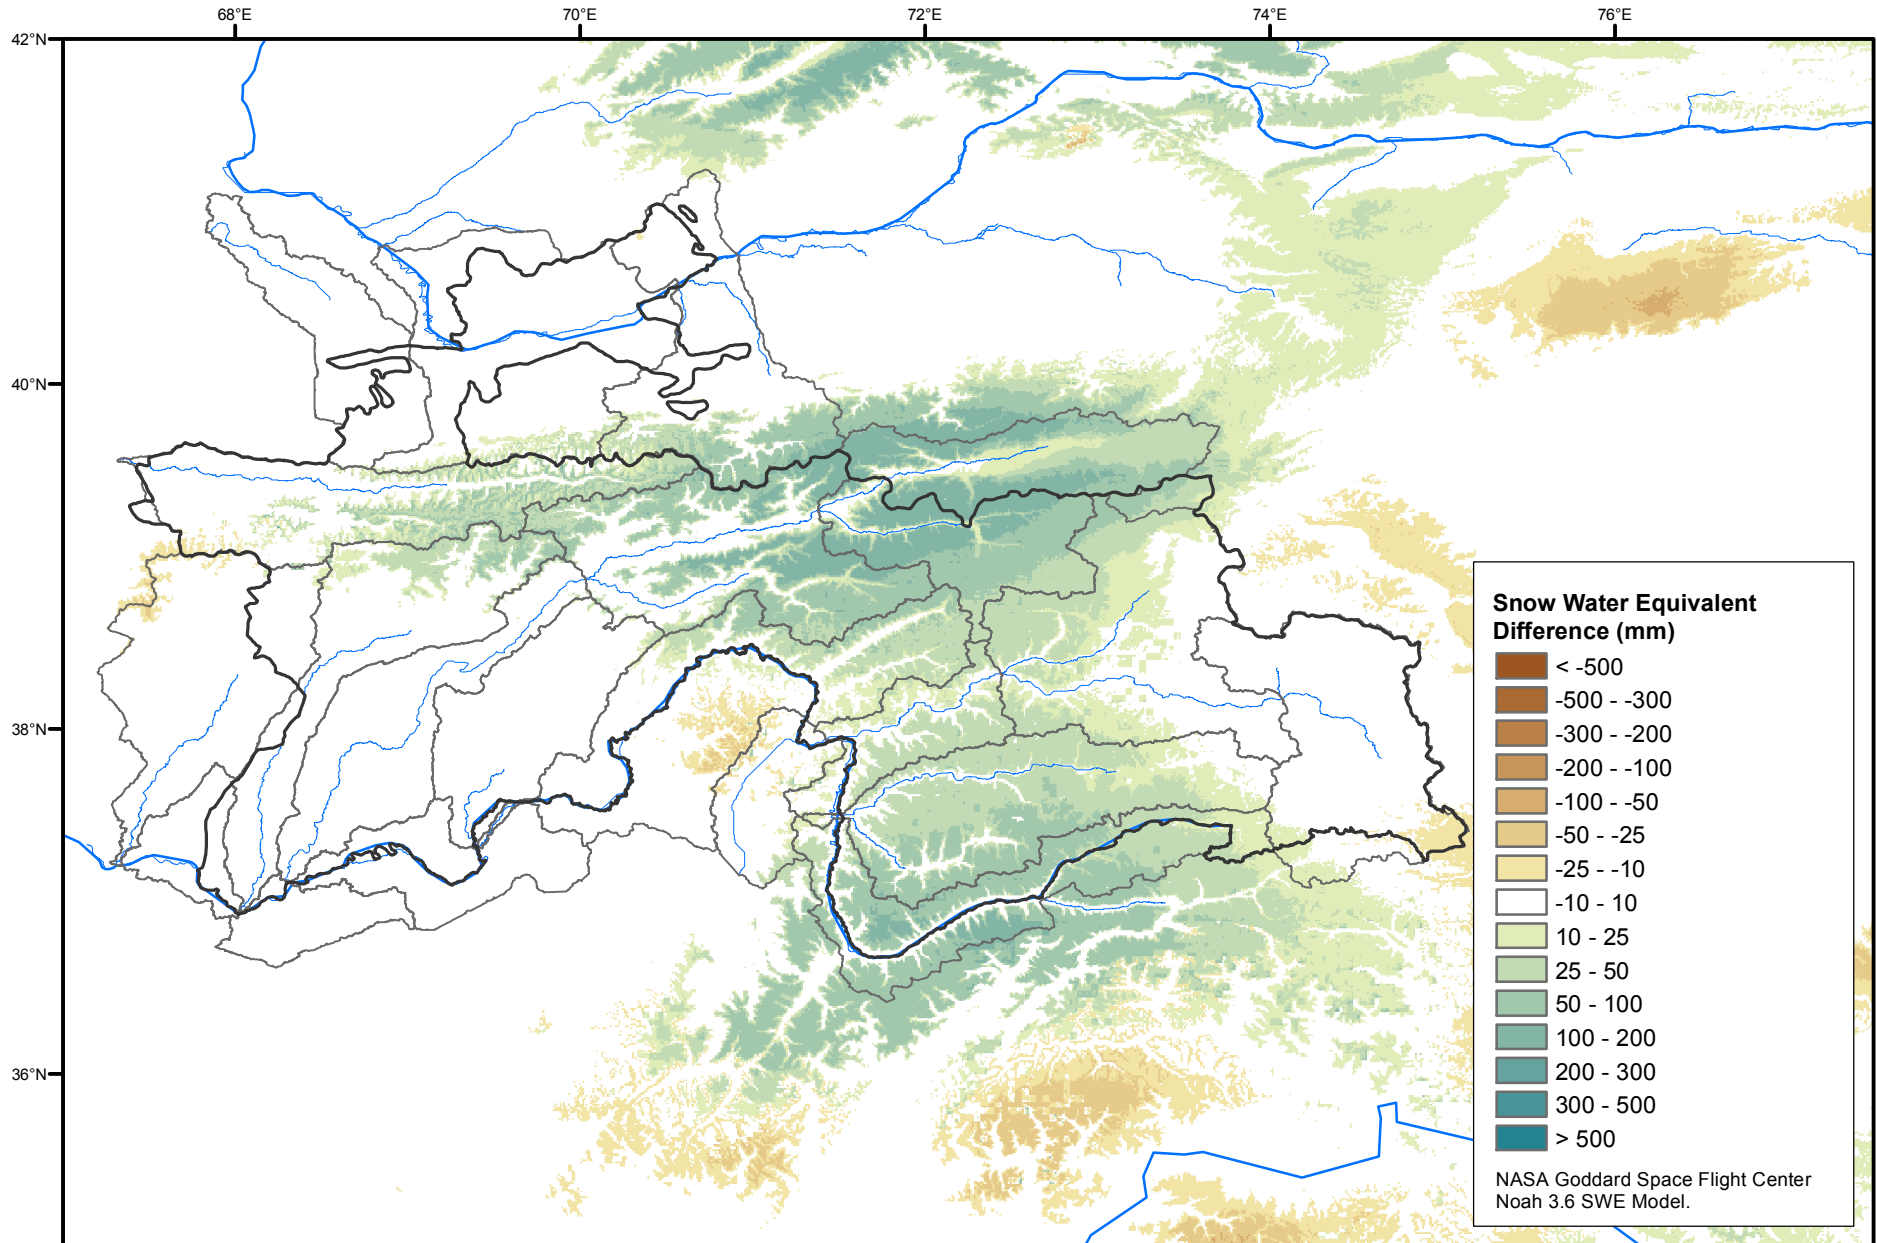 68°E 70°E 72°E 74°E 76°E
42°N
40°N
38°N
36°N
Snow Water Equivalent
Difference (mm)
< -500
-500 - -300
-300 - -200
-200 - -100
-100 - -50
-50 - -25
-25 - -10
-10 - 10
10 - 25
25 - 50
50 - 100
100 - 200
200 - 300
300 - 500
> 500
NASA Goddard Space Flight Center
Noah 3.6 SWE Model.